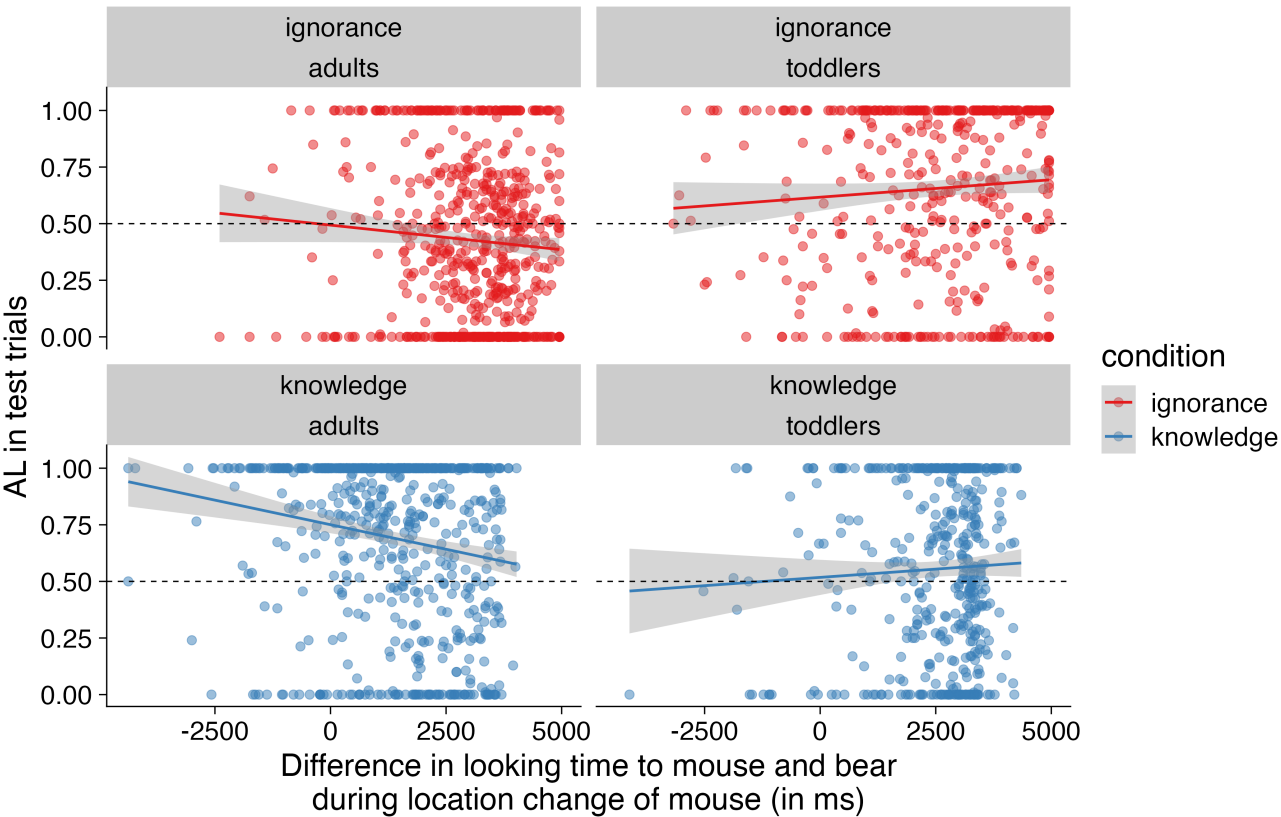 ignorance
adults
ignorance
toddlers
1.00
0.75
0.50
0.25
0.00
knowledge
adults
knowledge
toddlers
1.00
0.75
0.50
0.25
0.00
-2500 0 2500 5000
-2500 0 2500 5000
AL in test trials
Difference in looking time to mouse and bear
during location change of mouse (in ms)
condition
ignorance
knowledge